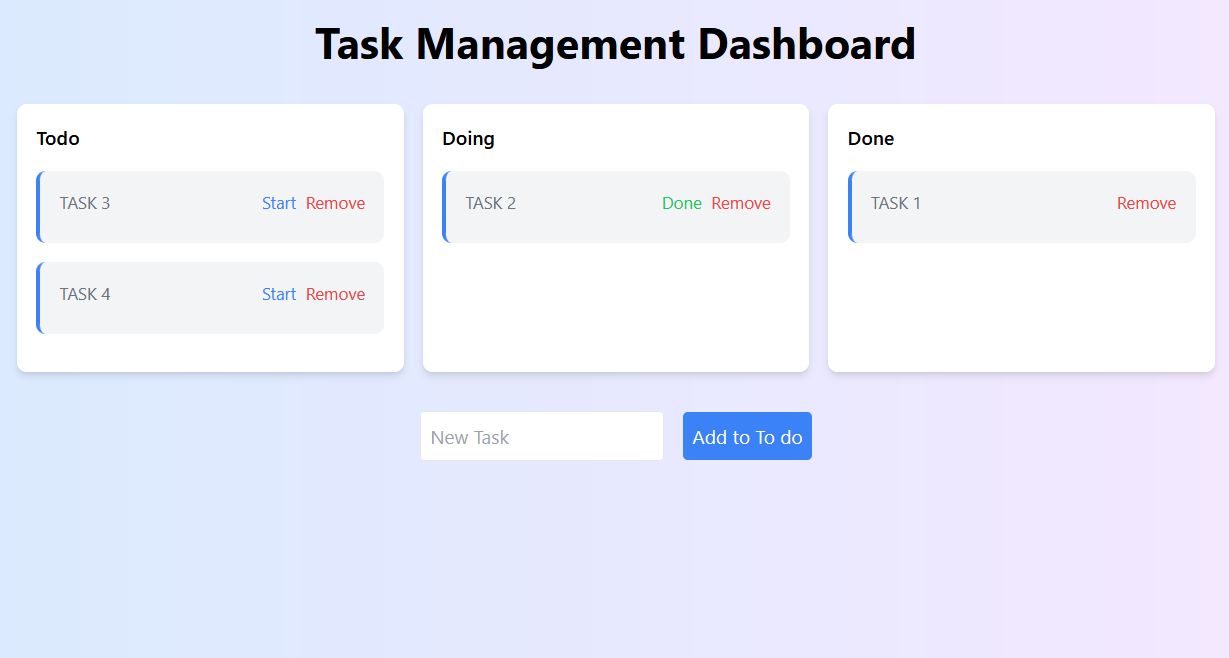 Task Management Dashboard
Todo
TASK 3 Start Remove
TASK 4 Start Remove
Doing
TASK 2 Done Remove
Done
TASK 1 Remove
New Task Add to To do